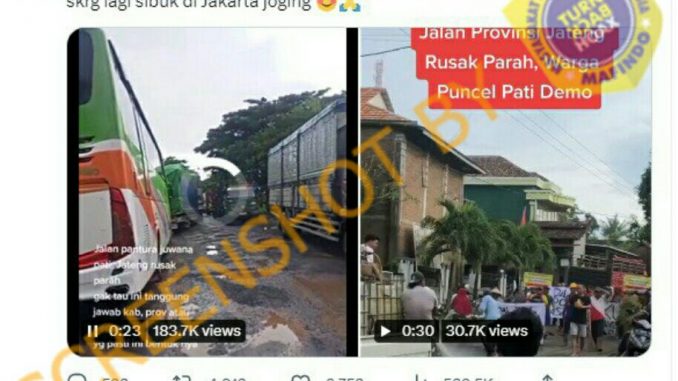 skrg lagi sibuk di Jakarta joging 😊🙏
Jalan Provinsi Jateng
Rusak Parah, Warga
Puncel Pati Demo
Jalan pantura juwana
pati, Jateng rusak
parah
gak tau ini tanggung
jawab kab, prov atau
0:23 183.7K views
0:30 30.7K views
SCREENSHOT BY
TURN
HOAX
MAFINDO